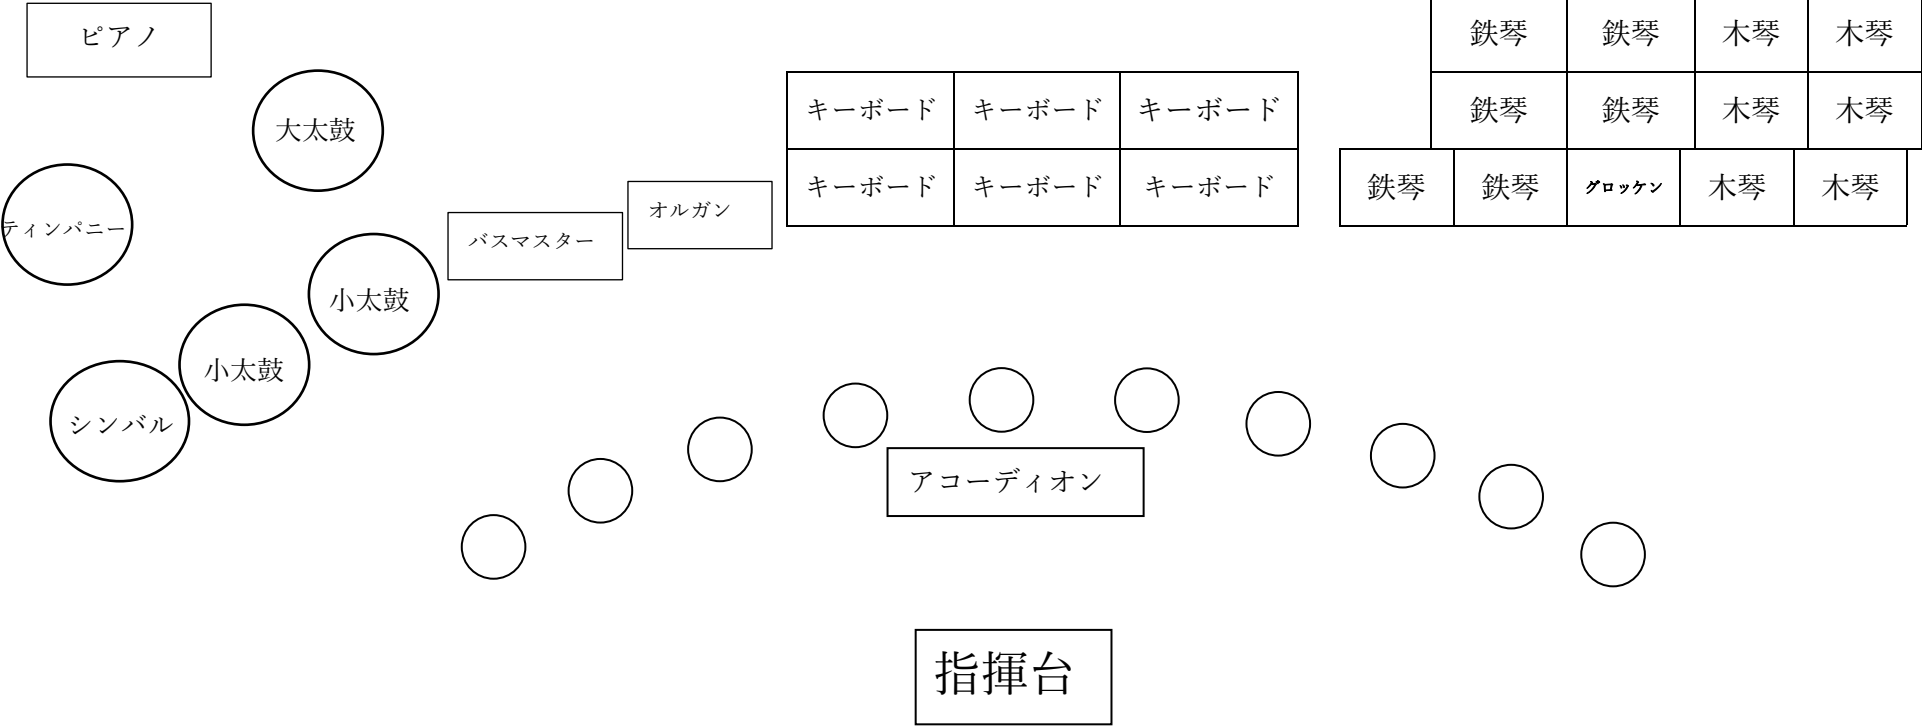 ピアノ
鉄琴 鉄琴 木琴 木琴
大太鼓
キーボード キーボード キーボード
鉄琴 鉄琴 木琴 木琴
ティンパニー
バスマスター
オルガン
キーボード キーボード キーボード
鉄琴 鉄琴 グロッケン 木琴 木琴
小太鼓
小太鼓
シンバル
アコーディオン
指揮台